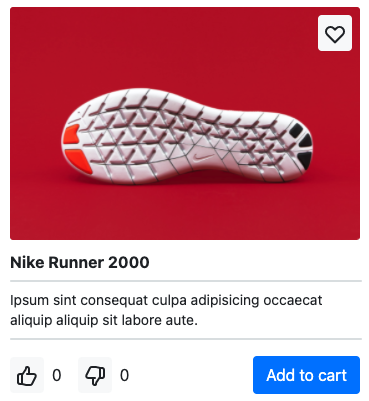 Nike Runner 2000
Ipsum sint consequat culpa adipisicing occaecat
aliquip aliquip sit labore aute.
0
0
Add to cart